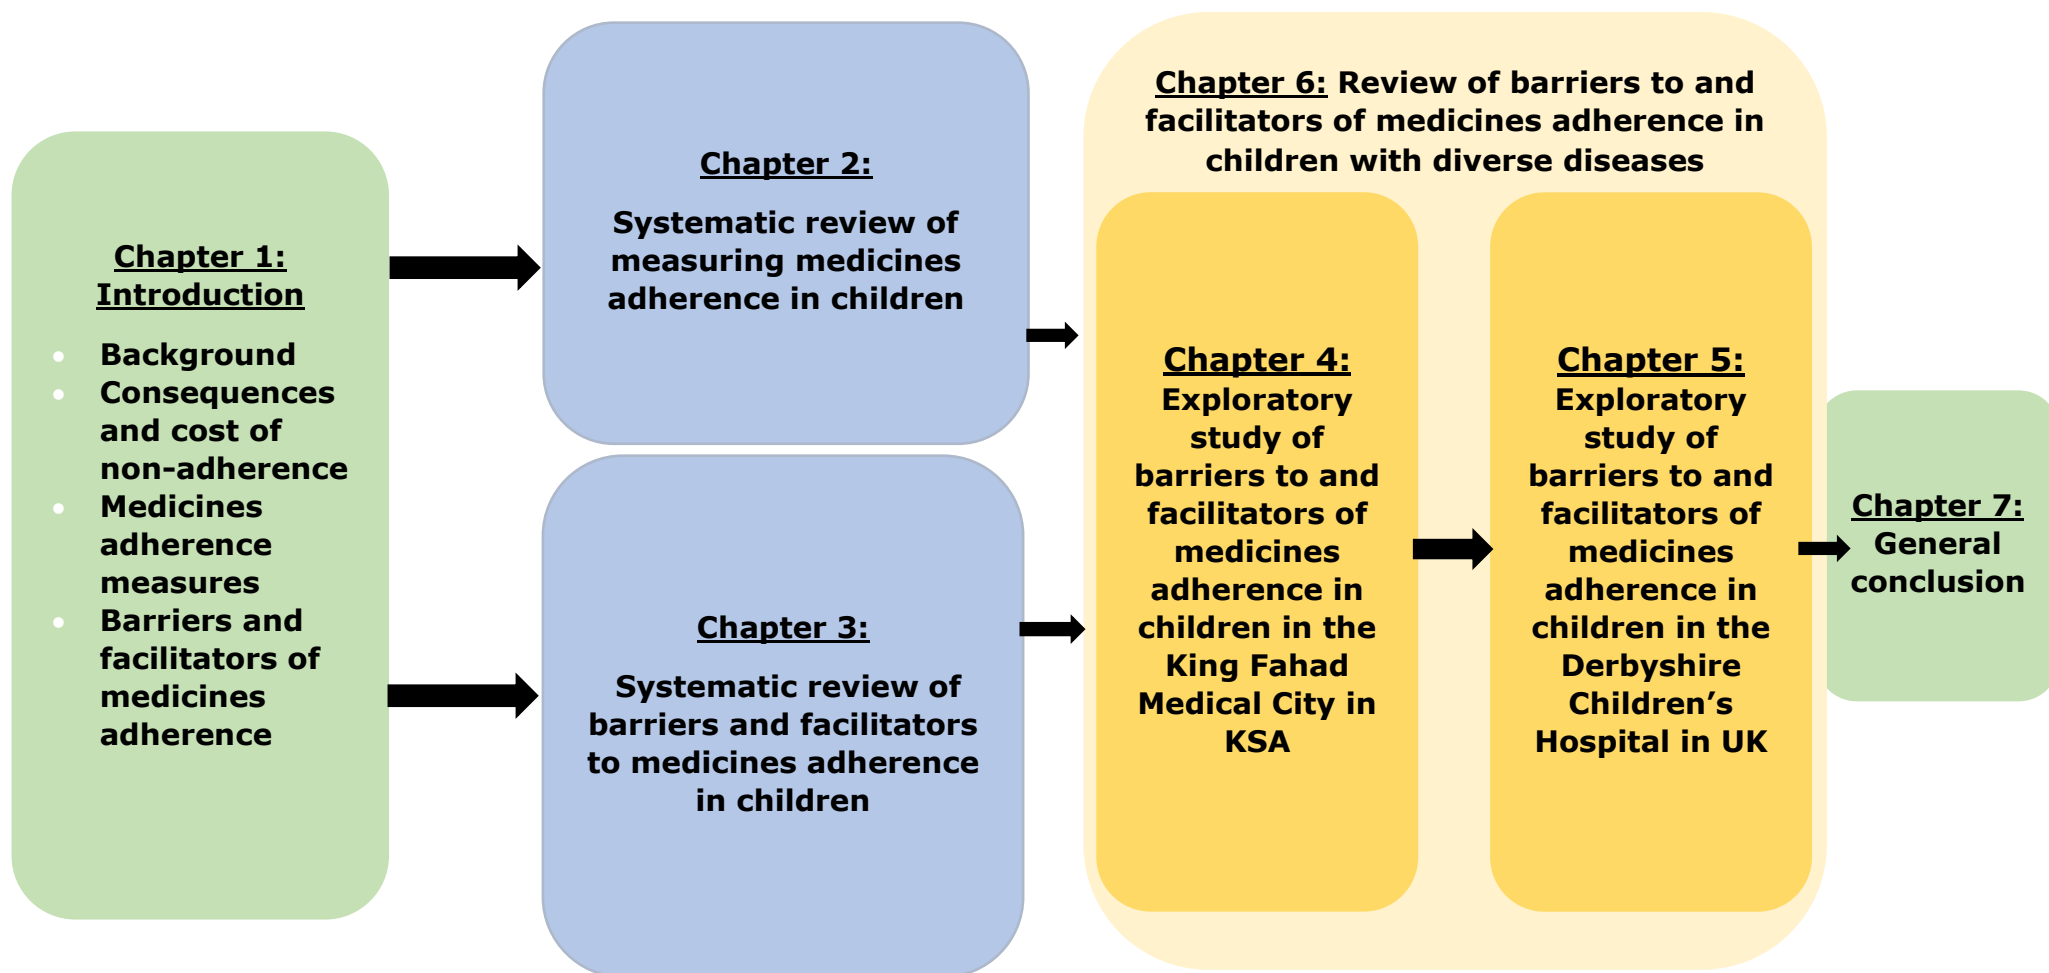 Chapter 1:
Introduction
• Background
• Consequences
and cost of
non-adherence
• Medicines
adherence
measures
• Barriers and
facilitators of
medicines
adherence
Chapter 2:
Systematic review of
measuring medicines
adherence in children
Chapter 3:
Systematic review of
barriers and facilitators
to medicines adherence
in children
Chapter 6: Review of barriers to and
facilitators of medicines adherence in
children with diverse diseases
Chapter 4:
Exploratory
study of
barriers to and
facilitators of
medicines
adherence in
children in the
King Fahad
Medical City in
KSA
Chapter 5:
Exploratory
study of
barriers to and
facilitators of
medicines
adherence in
children in the
Derbyshire
Children’s
Hospital in UK
Chapter 7:
General
conclusion